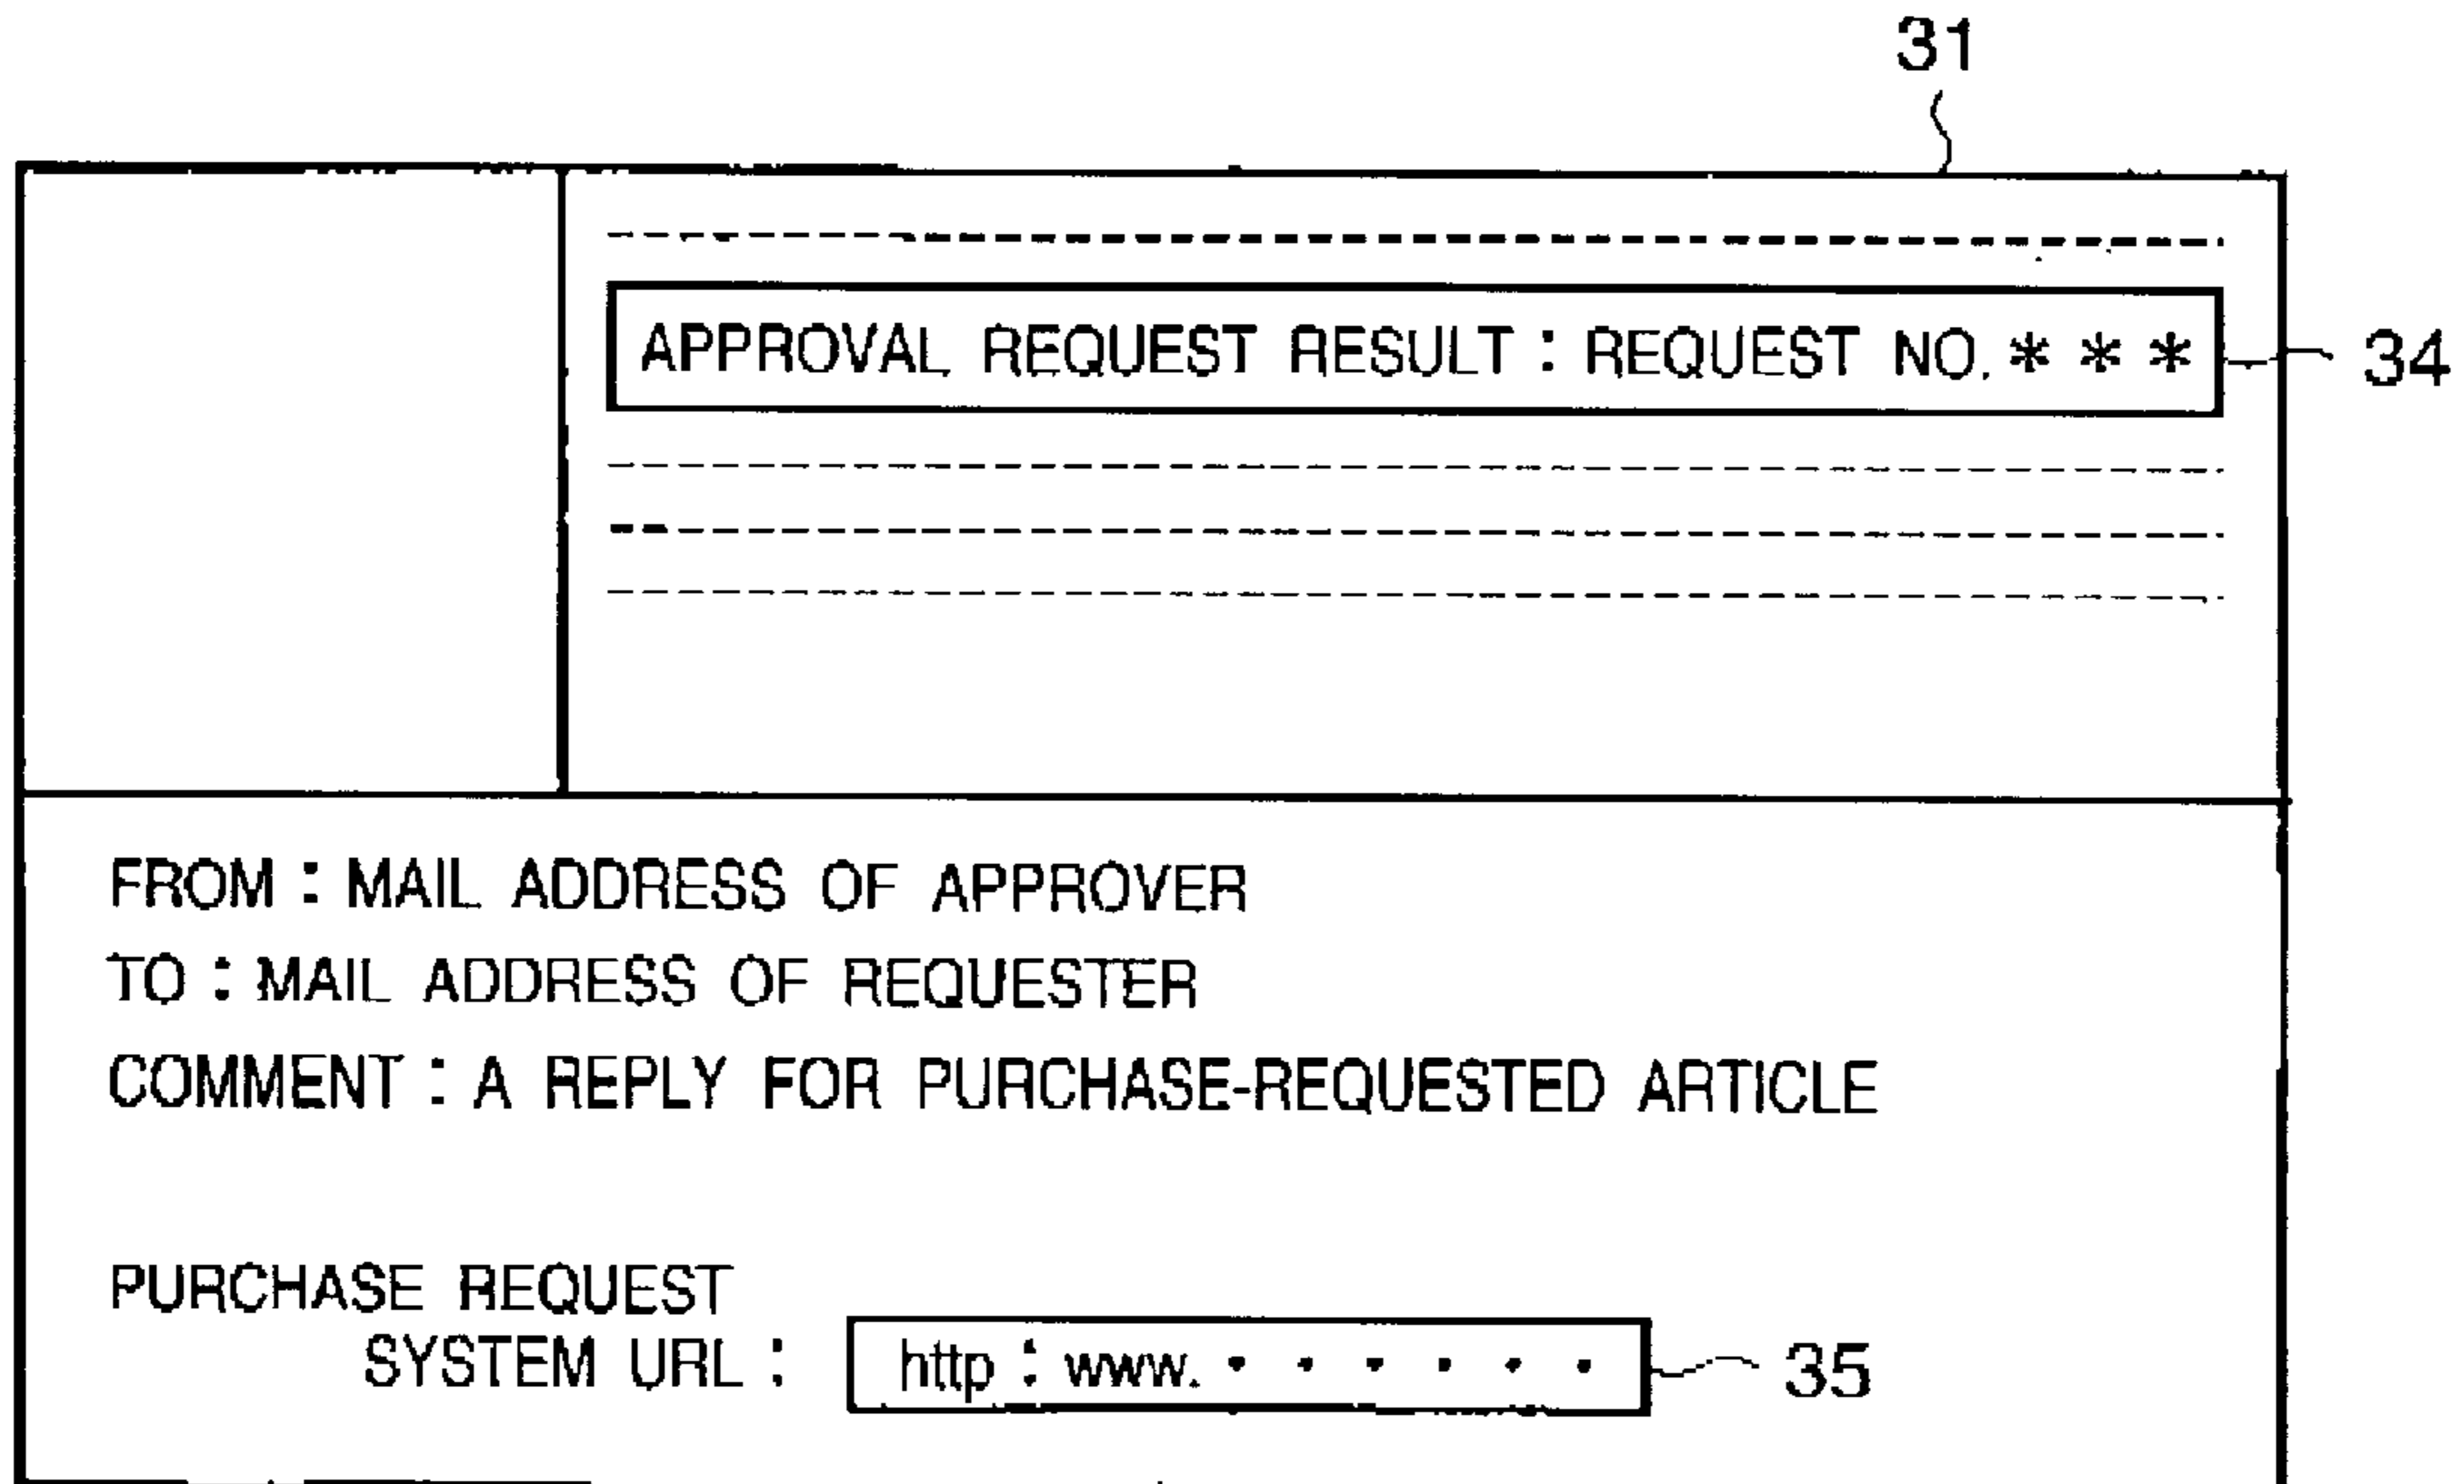 31
APPROVAL REQUEST RESULT : REQUEST NO. * * *
34
FROM : MAIL ADDRESS OF APPROVER
TO : MAIL ADDRESS OF REQUESTER
COMMENT : A REPLY FOR PURCHASE-REQUESTED ARTICLE
PURCHASE REQUEST
SYSTEM URL : http : www. · · · · · ·
35